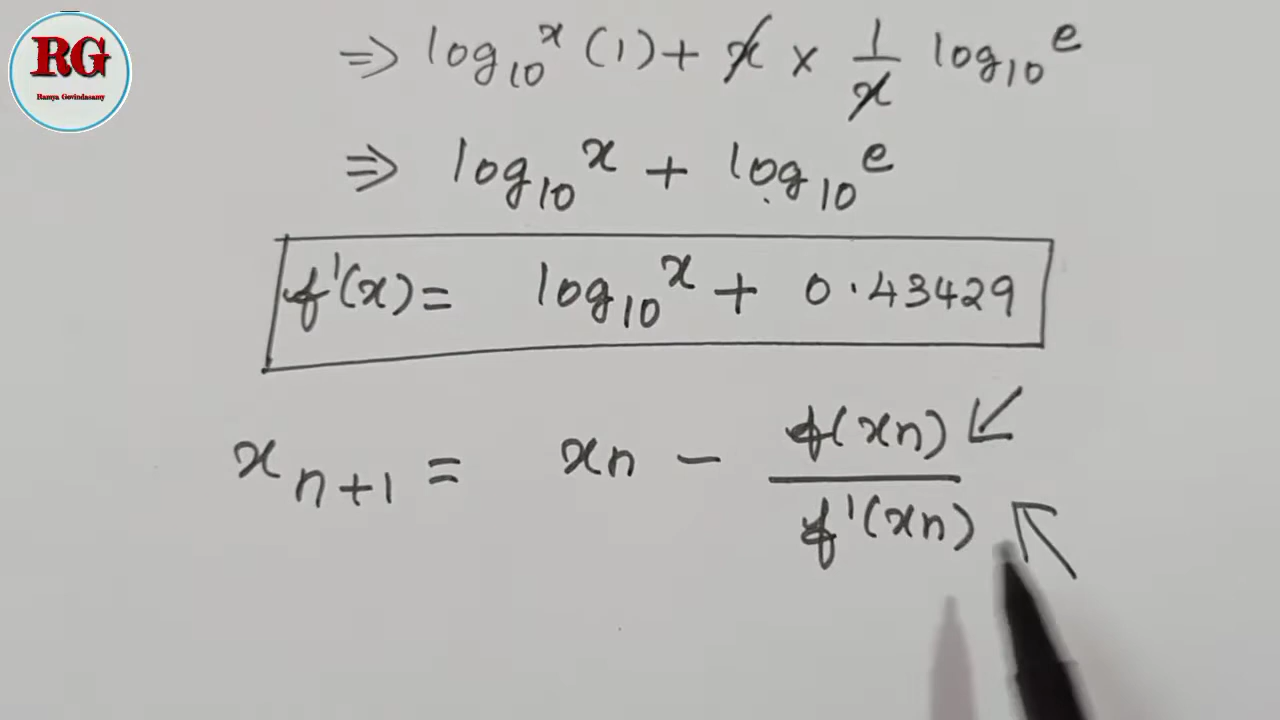 RG
Ramya Govindasamy
⇒ log₁₀ˣ (1) + x × 1/x log₁₀ᵉ
⇒ log₁₀ˣ + log₁₀ᵉ
f'(x) = log₁₀ˣ + 0.43429
xₙ₊₁ = xn - f(xn)/f'(xn)